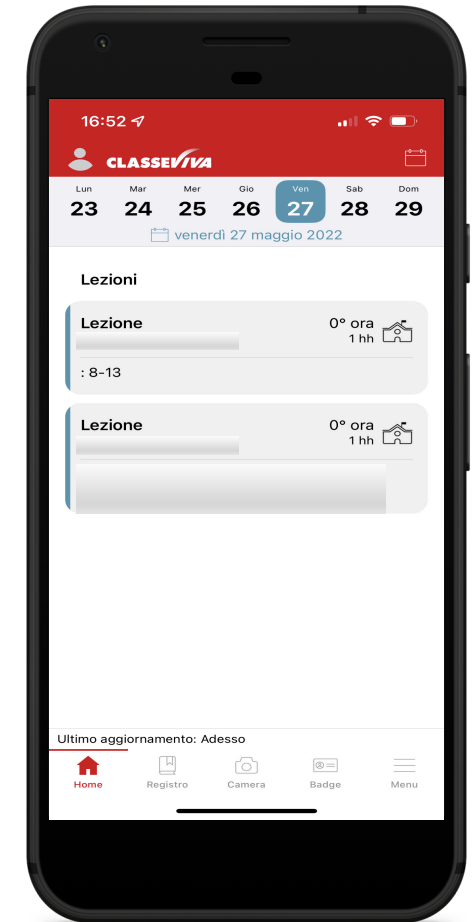 16:52
CLASSEVIVA
Lun Mar Mer Gio Ven Sab Dom
23 24 25 26 27 28 29
venerdì 27 maggio 2022
Lezioni
Lezione 0° ora
1 hh
: 8-13
Lezione 0° ora
1 hh
Ultimo aggiornamento: Adesso
Home Registro Camera Badge Menu